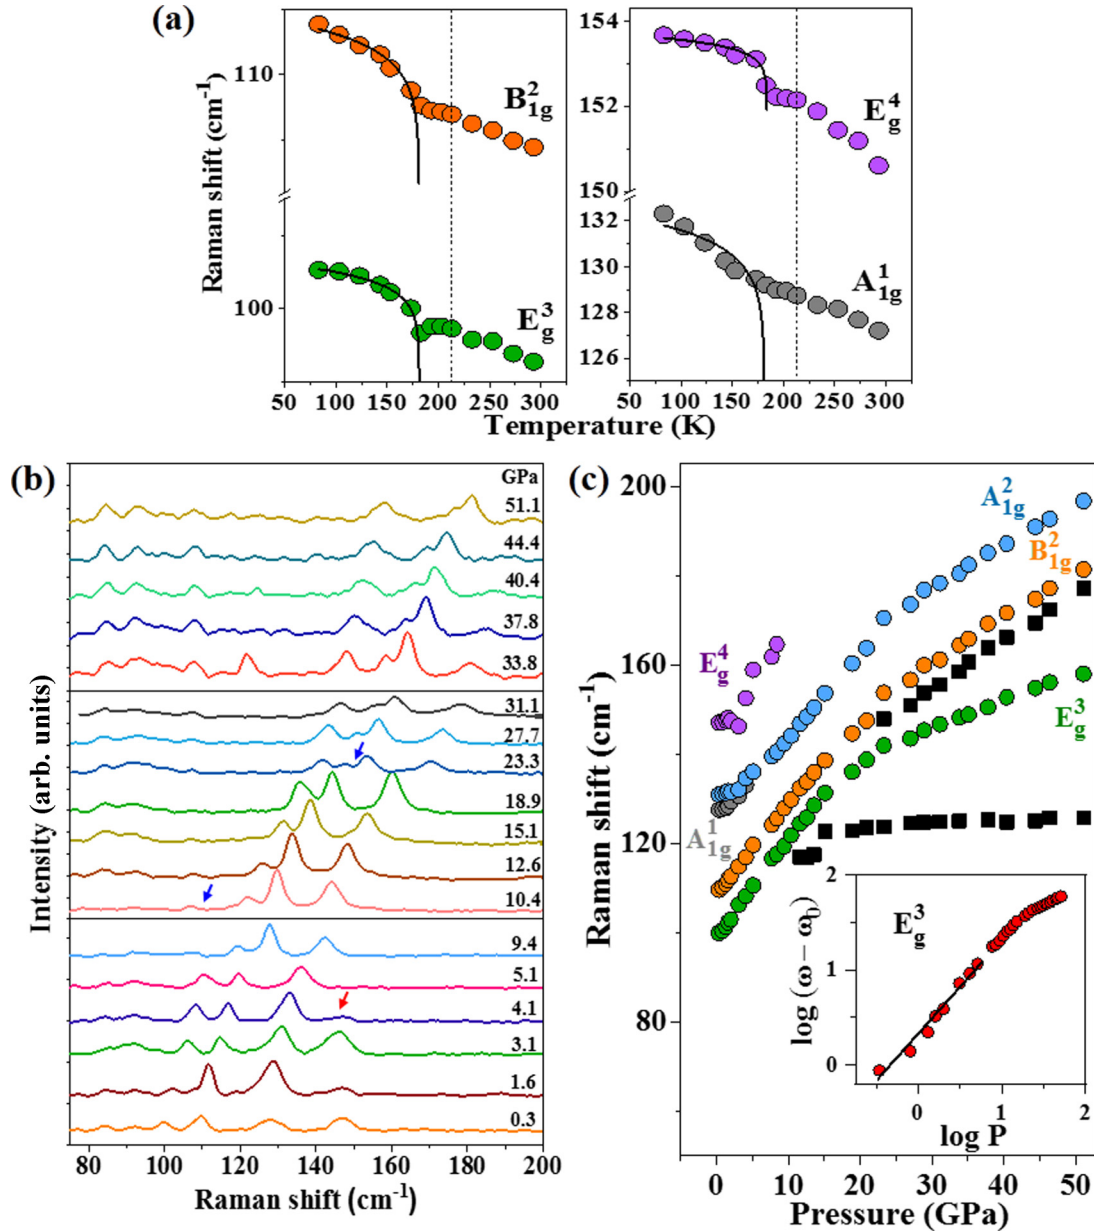 (a)
Raman shift (cm⁻¹)
110
100
B²₁g
E³g
50 100 150 200 250 300
154
152
150
132
130
128
126
E⁴g
A¹₁g
50 100 150 200 250 300
Temperature (K)
(b)
GPa
51.1
44.4
40.4
37.8
33.8
31.1
27.7
23.3
18.9
15.1
12.6
10.4
9.4
5.1
4.1
3.1
1.6
0.3
Intensity (arb. units)
80 100 120 140 160 180 200
Raman shift (cm⁻¹)
(c)
Raman shift (cm⁻¹)
200
180
160
120
80
A²₁g
B²₁g
E⁴g
E³g
A¹₁g
E³g
log (ω − ω₀)
2
1
0
0 1 2
log P
0 10 20 30 40 50
Pressure (GPa)